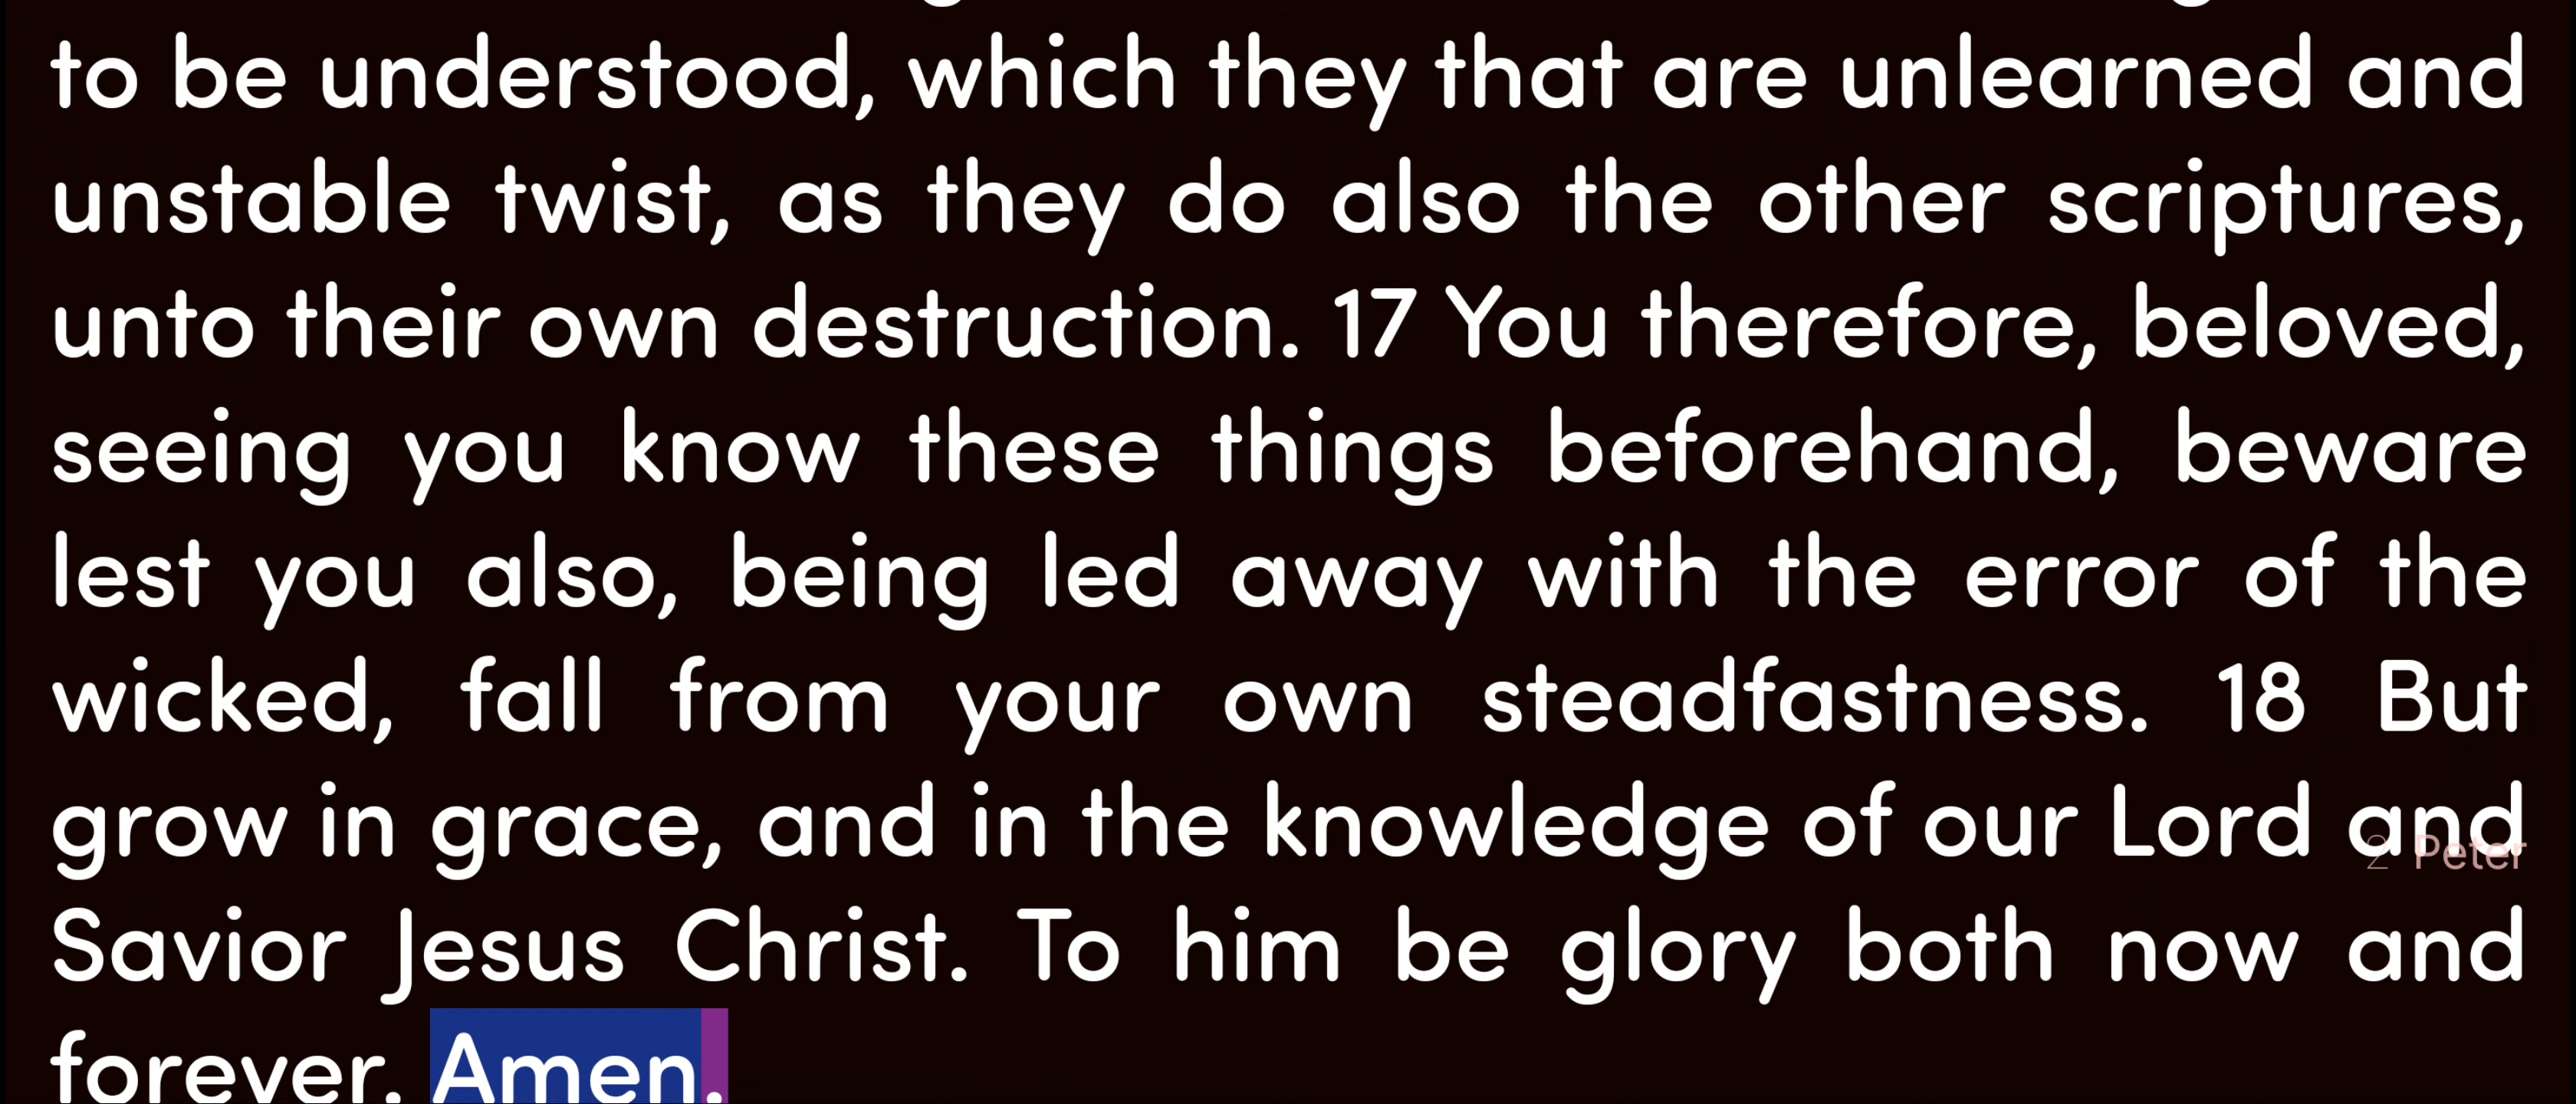 to be understood, which they that are unlearned and
unstable twist, as they do also the other scriptures,
unto their own destruction. 17 You therefore, beloved,
seeing you know these things beforehand, beware
lest you also, being led away with the error of the
wicked, fall from your own steadfastness. 18 But
grow in grace, and in the knowledge of our Lord and
2 Peter
Savior Jesus Christ. To him be glory both now and
forever. Amen.